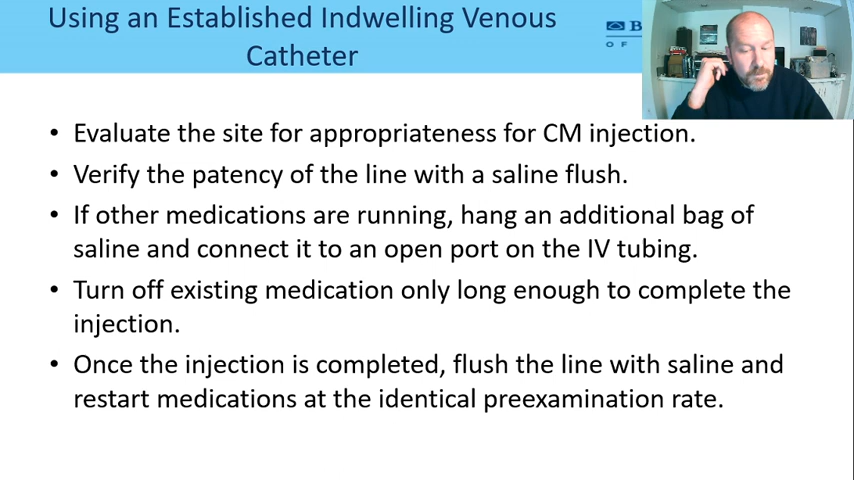 Using an Established Indwelling Venous
Catheter
B
O F
• Evaluate the site for appropriateness for CM injection.
• Verify the patency of the line with a saline flush.
• If other medications are running, hang an additional bag of
saline and connect it to an open port on the IV tubing.
• Turn off existing medication only long enough to complete the
injection.
• Once the injection is completed, flush the line with saline and
restart medications at the identical preexamination rate.